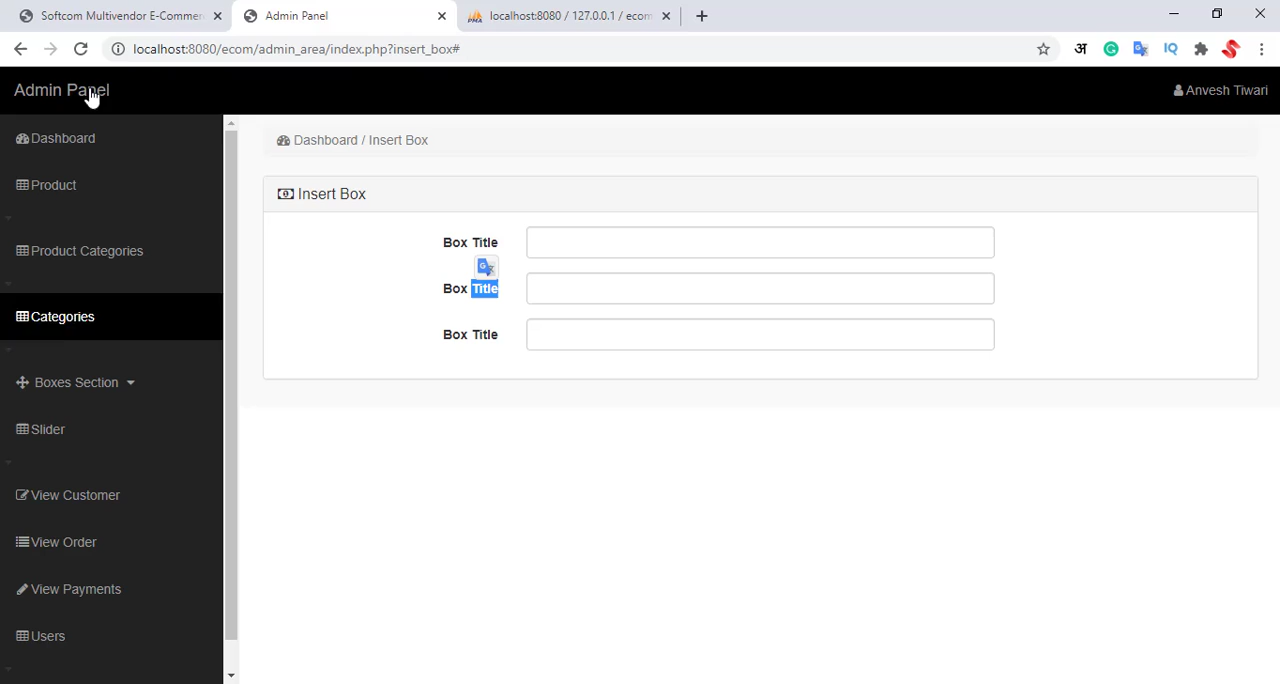 Softcom Multivendor E-Commer
Admin Panel
localhost:8080 / 127.0.0.1 / ecom
localhost:8080/ecom/admin_area/index.php?insert_box#
अ
IQ
Admin Panel
Anvesh Tiwari
Dashboard
Product
Product Categories
Categories
Boxes Section
Slider
View Customer
View Order
View Payments
Users
Dashboard / Insert Box
Insert Box
Box Title
Box Title
Box Title